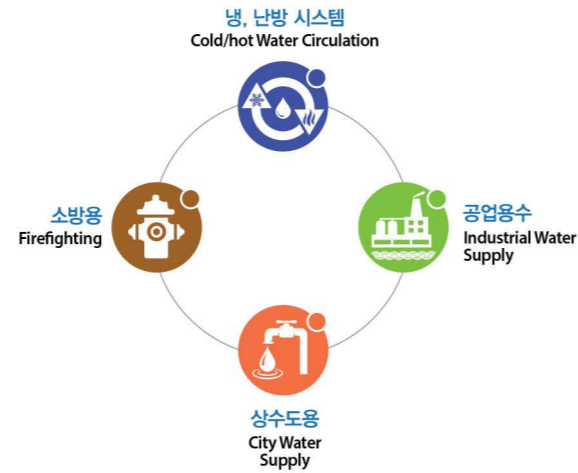 냉, 난방 시스템
Cold/hot Water Circulation
소방용
Firefighting
공업용수
Industrial Water
Supply
상수도용
City Water
Supply